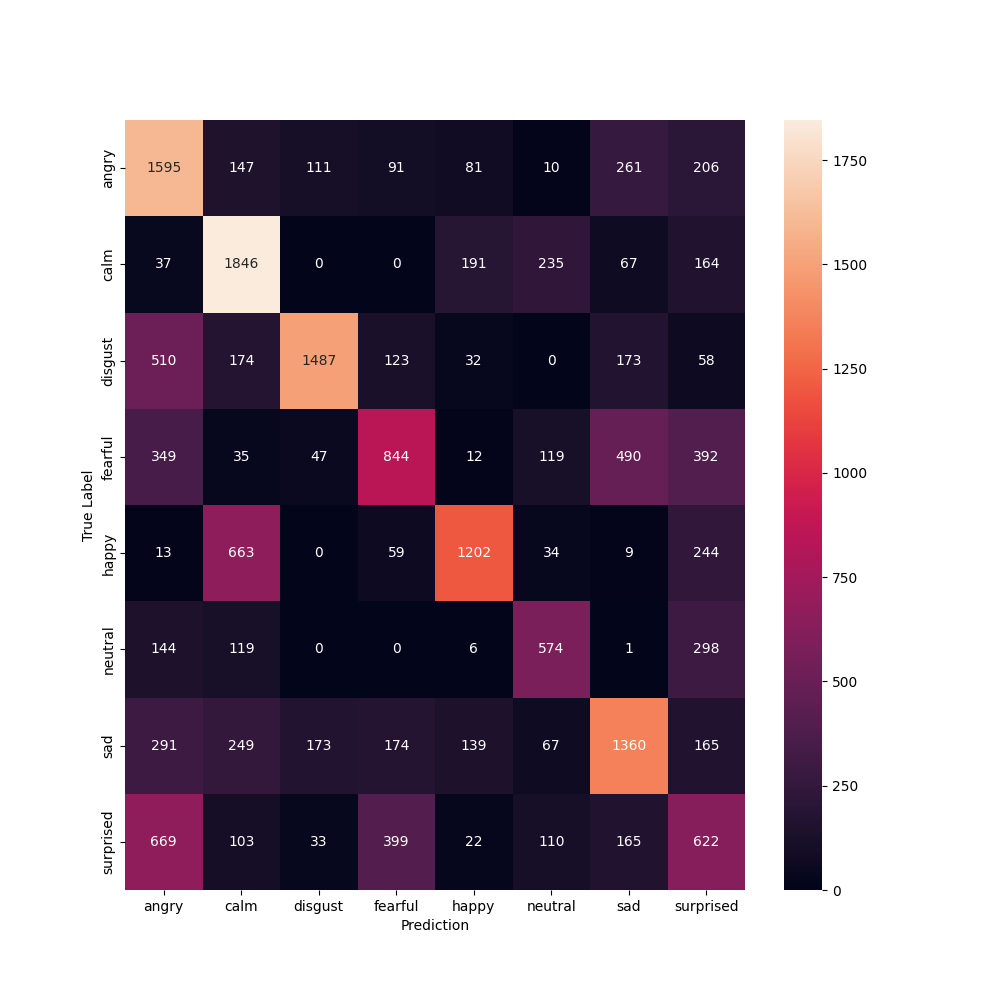 angry 1595 147 111 91 81 10 261 206
calm 37 1846 0 0 191 235 67 164
disgust 510 174 1487 123 32 0 173 58
fearful 349 35 47 844 12 119 490 392
happy 13 663 0 59 1202 34 9 244
neutral 144 119 0 0 6 574 1 298
sad 291 249 173 174 139 67 1360 165
surprised 669 103 33 399 22 110 165 622
True Label
angry calm disgust fearful happy neutral sad surprised
Prediction
1750
1500
1250
1000
750
500
250
0